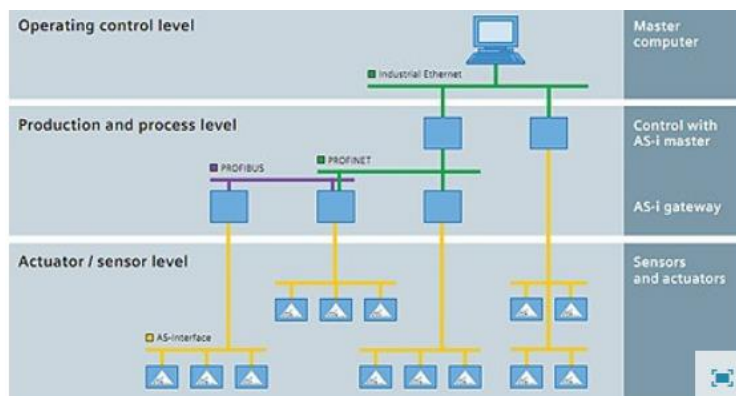 Operating control level
Master
computer
Industrial Ethernet
Production and process level
Control with
AS-i master
PROFINET
PROFIBUS
AS-i gateway
Actuator / sensor level
Sensors
and actuators
AS-Interface